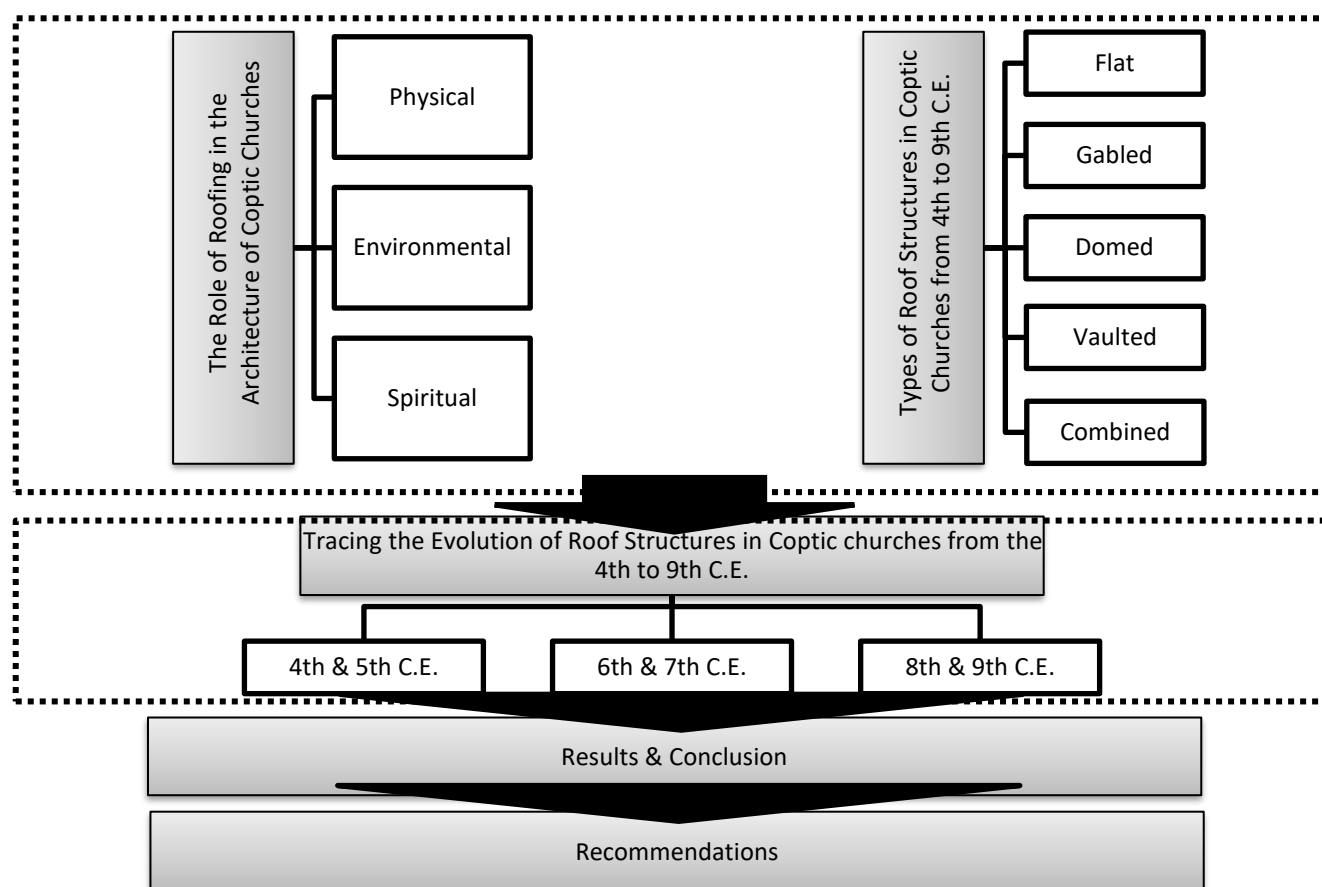 The Role of Roofing in the
Architecture of Coptic Churches
Physical
Environmental
Spiritual
Types of Roof Structures in Coptic
Churches from 4th to 9th C.E.
Flat
Gabled
Domed
Vaulted
Combined
Tracing the Evolution of Roof Structures in Coptic churches from the
4th to 9th C.E.
4th & 5th C.E.
6th & 7th C.E.
8th & 9th C.E.
Results & Conclusion
Recommendations